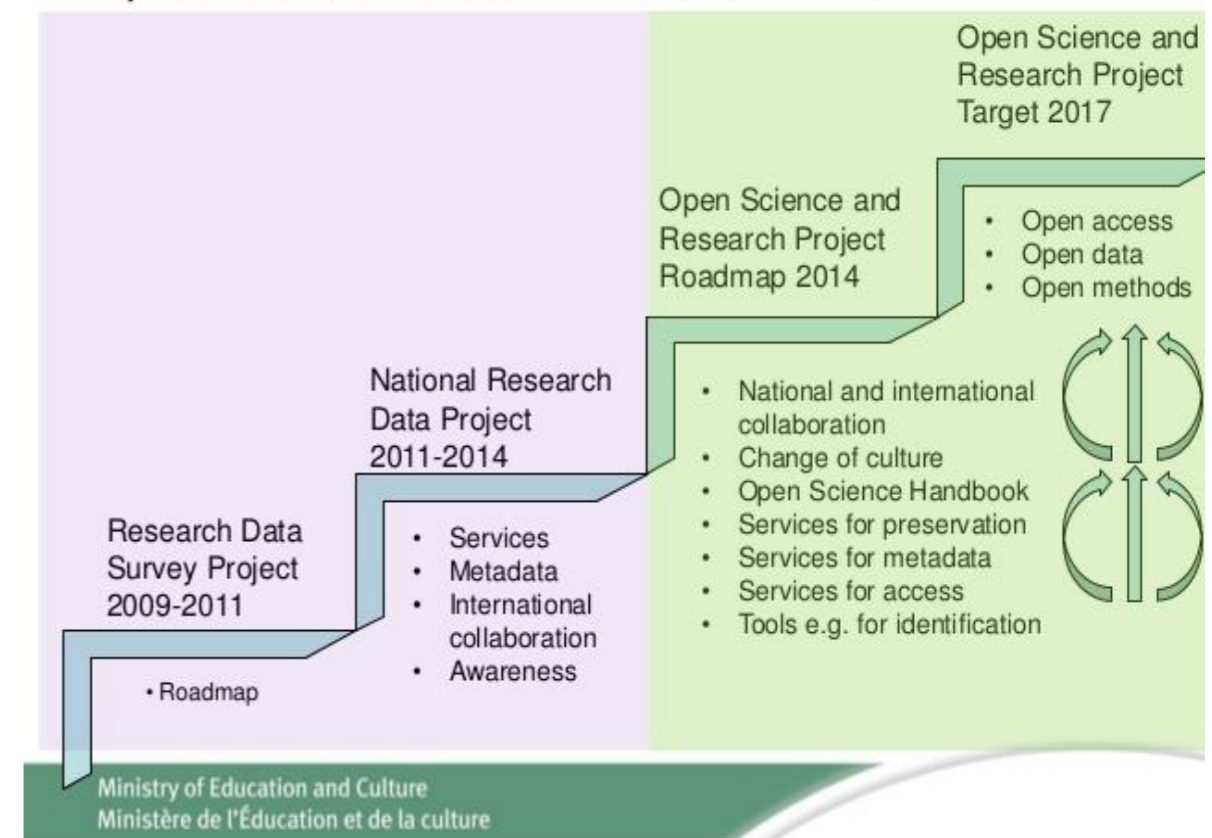 Research Data
Survey Project
2009-2011
• Roadmap
National Research
Data Project
2011-2014
• Services
• Metadata
• International
collaboration
• Awareness
Open Science and
Research Project
Roadmap 2014
• National and international
collaboration
• Change of culture
• Open Science Handbook
• Services for preservation
• Services for metadata
• Services for access
• Tools e.g. for identification
Open Science and
Research Project
Target 2017
• Open access
• Open data
• Open methods
Ministry of Education and Culture
Ministère de l'Éducation et de la culture